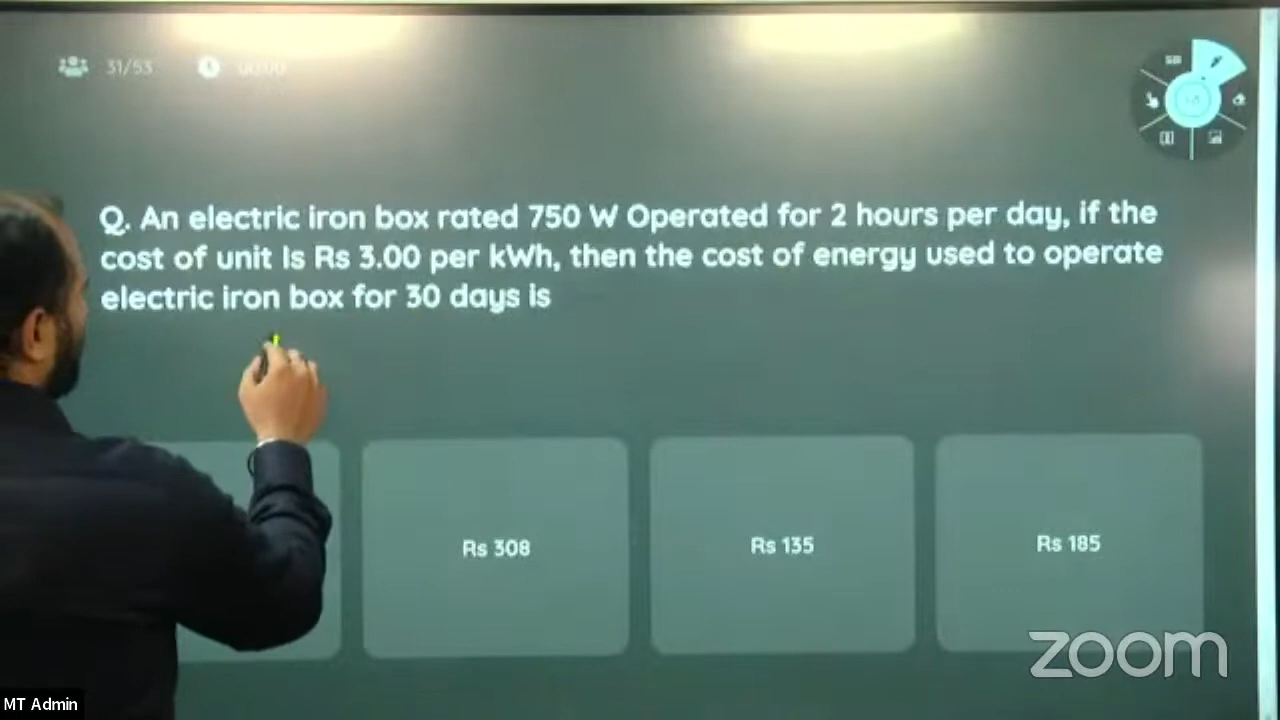 31/53 00:00
Q. An electric iron box rated 750 W Operated for 2 hours per day, if the
cost of unit is Rs 3.00 per kWh, then the cost of energy used to operate
electric iron box for 30 days is
Rs 308
Rs 135
Rs 185
zoom
MT Admin